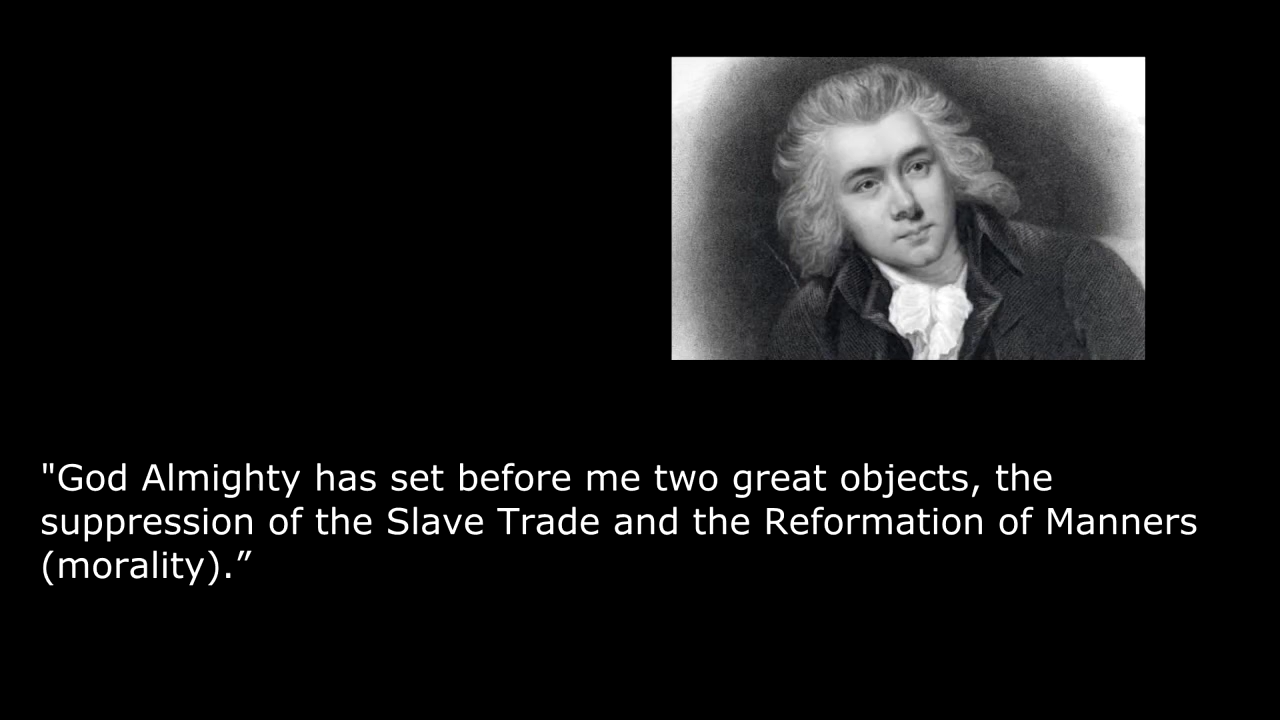 "God Almighty has set before me two great objects, the
suppression of the Slave Trade and the Reformation of Manners
(morality).”